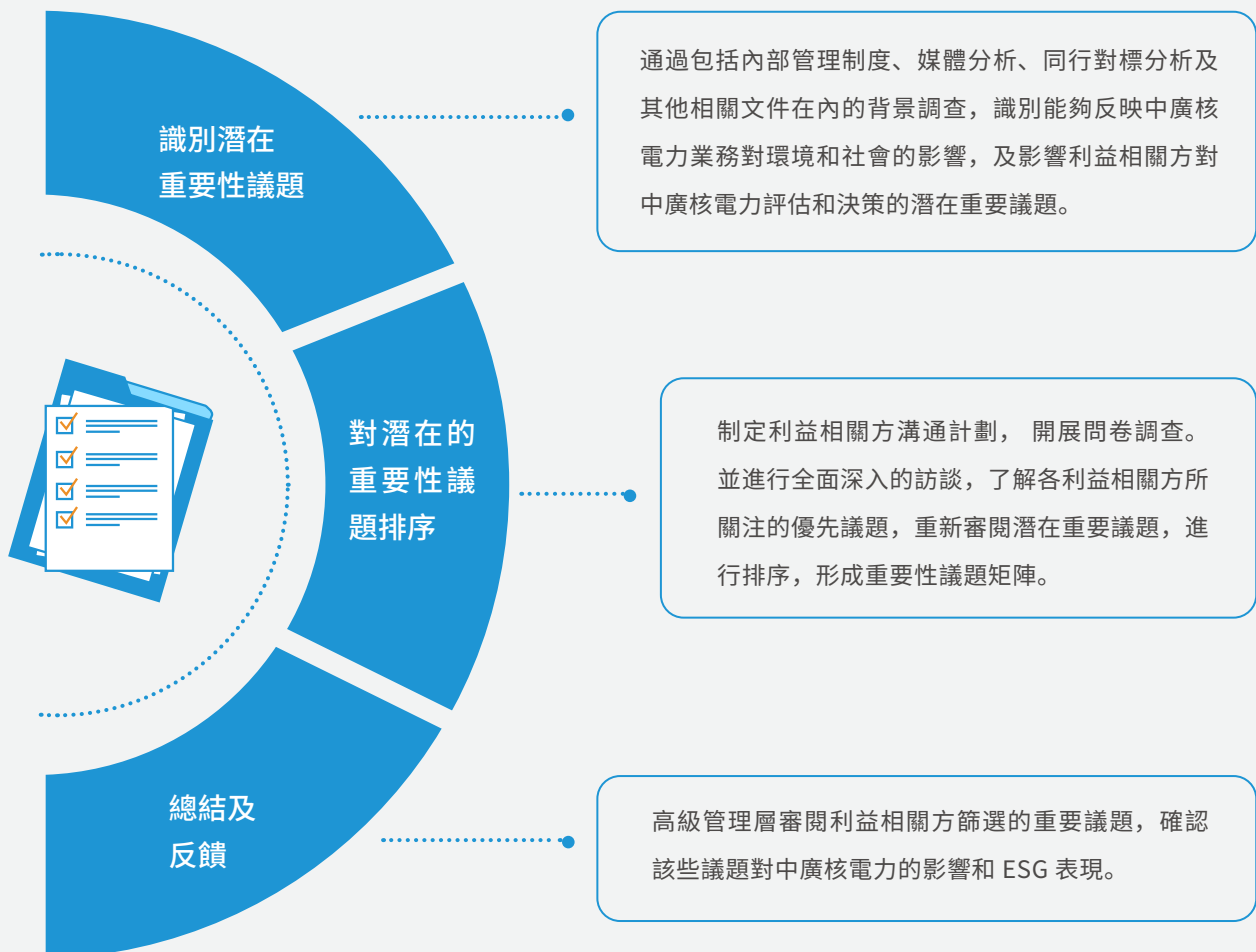 識別潛在
重要性議題
通過包括內部管理制度、媒體分析、同行對標分析及
其他相關文件在內的背景調查，識別能夠反映中廣核
電力業務對環境和社會的影響，及影響利益相關方對
中廣核電力評估和決策的潛在重要議題。
對潛在的
重要性議
題排序
制定利益相關方溝通計劃， 開展問卷調查。
並進行全面深入的訪談，了解各利益相關方所
關注的優先議題，重新審閱潛在重要議題，進
行排序，形成重要性議題矩陣。
總結及
反饋
高級管理層審閱利益相關方篩選的重要議題，確認
該些議題對中廣核電力的影響和 ESG 表現。